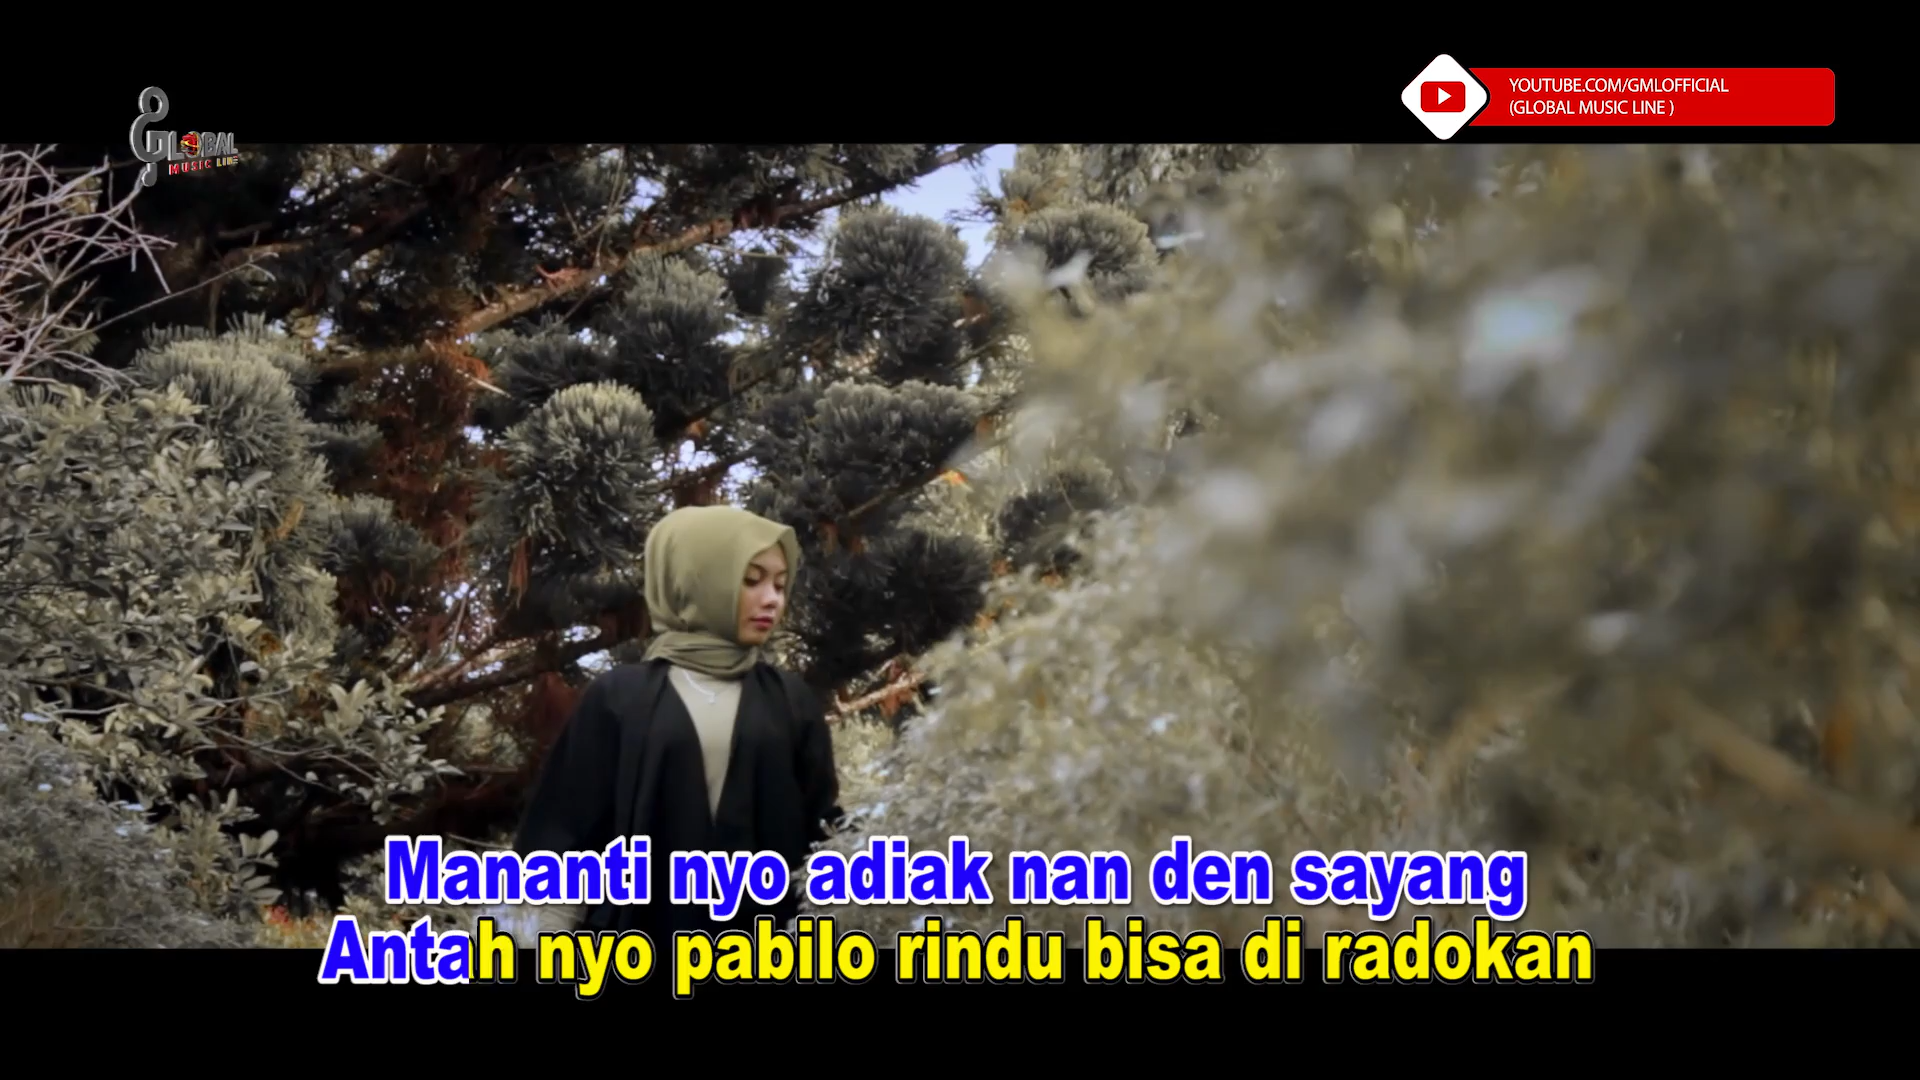 YOUTUBE.COM/GMLOFFICIAL
(GLOBAL MUSIC LINE )
GLOBAL
MUSIC LINE
Mananti nyo adiak nan den sayang
Antah nyo pabilo rindu bisa di radokan